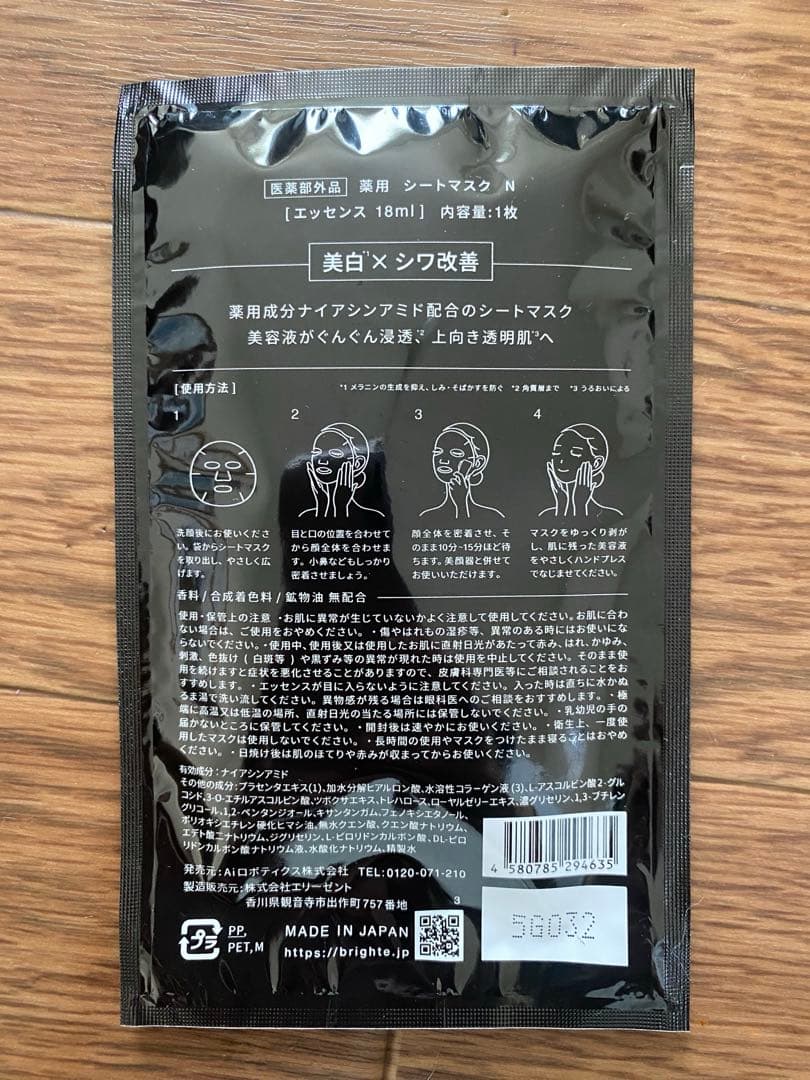 医薬部外品 薬用 シートマスク N
[エッセンス 18ml] 内容量:1枚
美白*1×シワ改善
薬用成分ナイアシンアミド配合のシートマスク
美容液がぐんぐん浸透*2、上向き透明肌*3へ
[使用方法] *1 メラニンの生成を抑え、しみ・そばかすを防ぐ *2 角質層まで *3 うるおいによる
1
2
3
4
洗顔後にお使いくださ
い。袋からシートマスク
を取り出し、やさしく広
げます。
目と口の位置を合わせて
から顔全体を合わせま
す。小鼻などもしっかり
密着させましょう。
顔全体を密着させ、そ
のまま10分-15分ほど待
ちます。美顔器と併せて
お使いいただけます。
マスクをゆっくり剥が
し、肌に残った美容液
をやさしくハンドプレス
でなじませてください。
香料/合成着色料/鉱物油 無配合
使用・保管上の注意 ・お肌に異常が生じていないかよく注意して使用してください。お肌に合わ
ない場合は、ご使用をおやめください。・傷やはれもの湿疹等、異常のある時にはお使いにな
らないでください。・使用中、使用後又は使用したお肌に直射日光があたって赤み、はれ、かゆみ、
刺激、色抜け(白斑等)や黒ずみ等の異常が現れた時は使用を中止してください。そのまま使用
を続けますと症状を悪化させることがありますので、皮膚科専門医等にご相談されることをお
すすめします。・エッセンスが目に入らないように注意してください。入った時は直ちに水かぬ
るま湯で洗い流してください。異物感が残る場合は眼科医へのご相談をおすすめします。・極
端に高温又は低温の場所、直射日光の当たる場所には保管しないでください。・乳幼児の手の
届かないところに保管してください。・開封後は速やかにお使いください。・衛生上、一度使
用したマスクは使用しないでください。・長時間の使用やマスクをつけたまま寝ることはおやめ
ください。・日焼け後は肌のほてりや赤みが収まってからお使いください。
有効成分:ナイアシンアミド
その他の成分:プラセンタエキス(1)、加水分解ヒアルロン酸、水溶性コラーゲン液(3)、L-アスコルビン酸2-グル
コシド、3-O-エチルアスコルビン酸、ツボクサエキス、トレハロース、ローヤルゼリーエキス、濃グリセリン、1,3-ブチレン
グリコール、1,2-ペンタンジオール、キサンタンガム、フェノキシエタノール、
ポリオキシエチレン硬化ヒマシ油、無水クエン酸、クエン酸ナトリウム、
エデト酸二ナトリウム、ジグリセリン、L-ピロリドンカルボン酸、DL-ピロ
リドンカルボン酸ナトリウム液、水酸化ナトリウム、精製水
発売元:Aiロボティクス株式会社 TEL:0120-071-210
製造販売元:株式会社エリーゼント
香川県観音寺市出作町757番地
3
4 580785 294635
5G032
プラ
PP,
PET,M
MADE IN JAPAN
https://brighte.jp